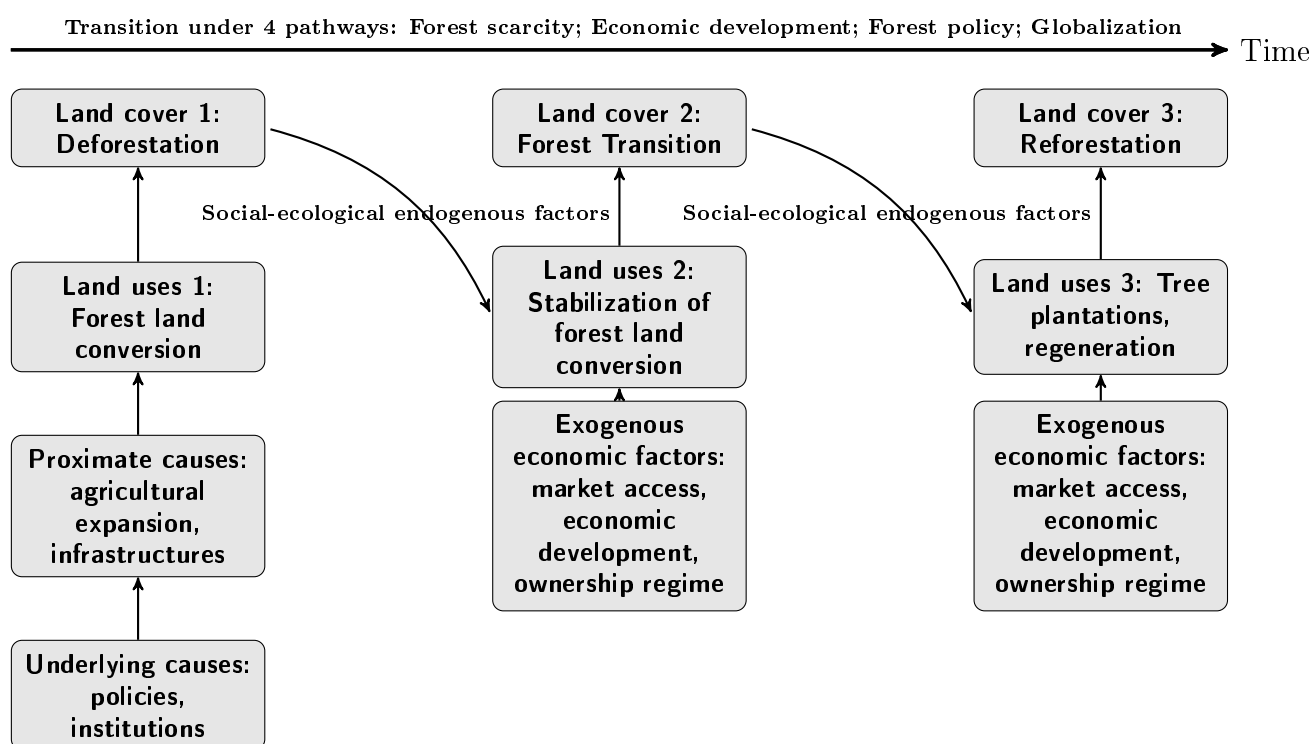 Transition under 4 pathways: Forest scarcity; Economic development; Forest policy; Globalization
Time
Land cover 1:
Deforestation
Land cover 2:
Forest Transition
Land cover 3:
Reforestation
Social-ecological endogenous factors
Social-ecological endogenous factors
Land uses 1:
Forest land
conversion
Land uses 2:
Stabilization of
forest land
conversion
Land uses 3: Tree
plantations,
regeneration
Proximate causes:
agricultural
expansion,
infrastructures
Exogenous
economic factors:
market access,
economic
development,
ownership regime
Exogenous
economic factors:
market access,
economic
development,
ownership regime
Underlying causes:
policies,
institutions